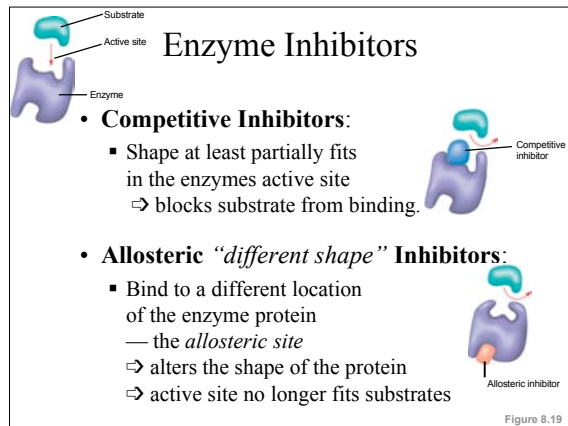 Substrate
Active site
Enzyme
Enzyme Inhibitors
• Competitive Inhibitors:
▪ Shape at least partially fits
in the enzymes active site
➩ blocks substrate from binding.
Competitive
inhibitor
• Allosteric “different shape” Inhibitors:
▪ Bind to a different location
of the enzyme protein
— the allosteric site
➩ alters the shape of the protein
➩ active site no longer fits substrates
Allosteric inhibitor
Figure 8.19